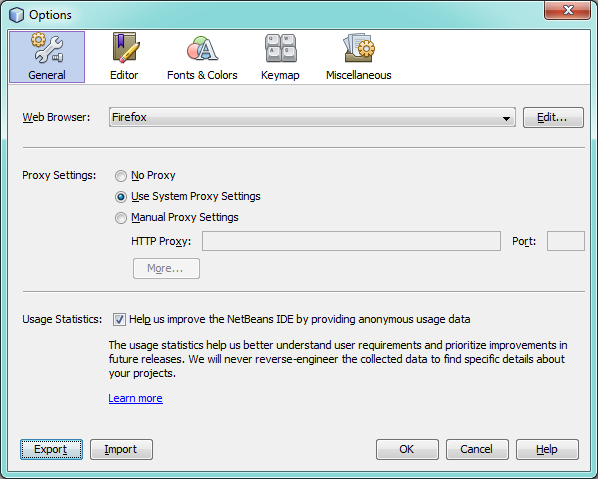 Options
General Editor Fonts & Colors Keymap Miscellaneous
Web Browser: Firefox Edit...
Proxy Settings: No Proxy
Use System Proxy Settings
Manual Proxy Settings
HTTP Proxy: Port:
More...
Usage Statistics: Help us improve the NetBeans IDE by providing anonymous usage data
The usage statistics help us better understand user requirements and prioritize improvements in
future releases. We will never reverse-engineer the collected data to find specific details about
your projects.
Learn more
Export Import OK Cancel Help